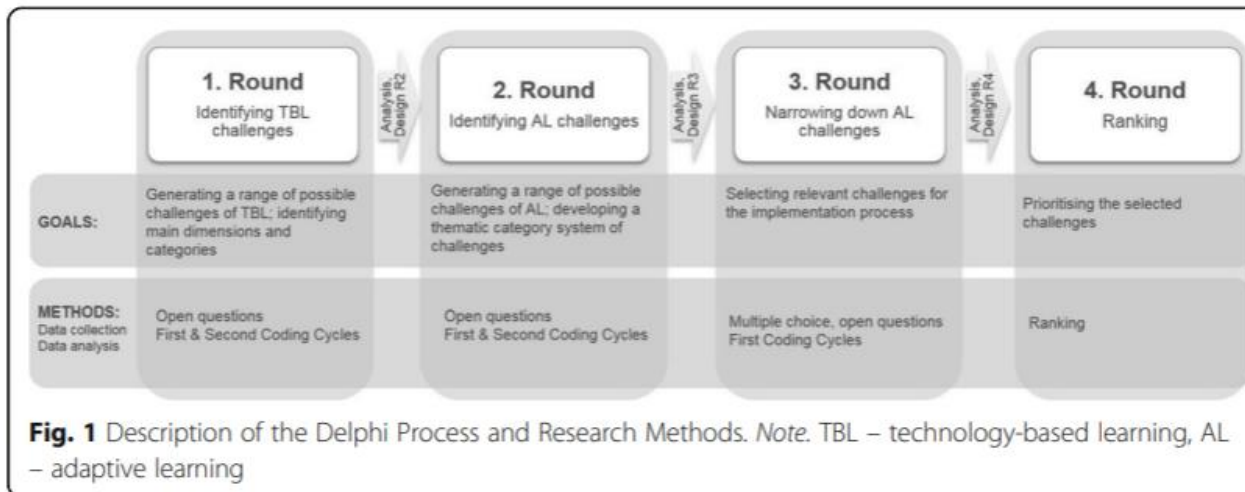 1. Round
Identifying TBL
challenges
Analysis,
Design R2
2. Round
Identifying AL challenges
Analysis,
Design R3
3. Round
Narrowing down AL
challenges
Analysis,
Design R4
4. Round
Ranking
GOALS:
Generating a range of possible
challenges of TBL; identifying
main dimensions and
categories
Generating a range of possible
challenges of AL; developing a
thematic category system of
challenges
Selecting relevant challenges for
the implementation process
Prioritising the selected
challenges
METHODS:
Data collection
Data analysis
Open questions
First & Second Coding Cycles
Open questions
First & Second Coding Cycles
Multiple choice, open questions
First Coding Cycles
Ranking
Fig. 1 Description of the Delphi Process and Research Methods. Note. TBL – technology-based learning, AL
– adaptive learning